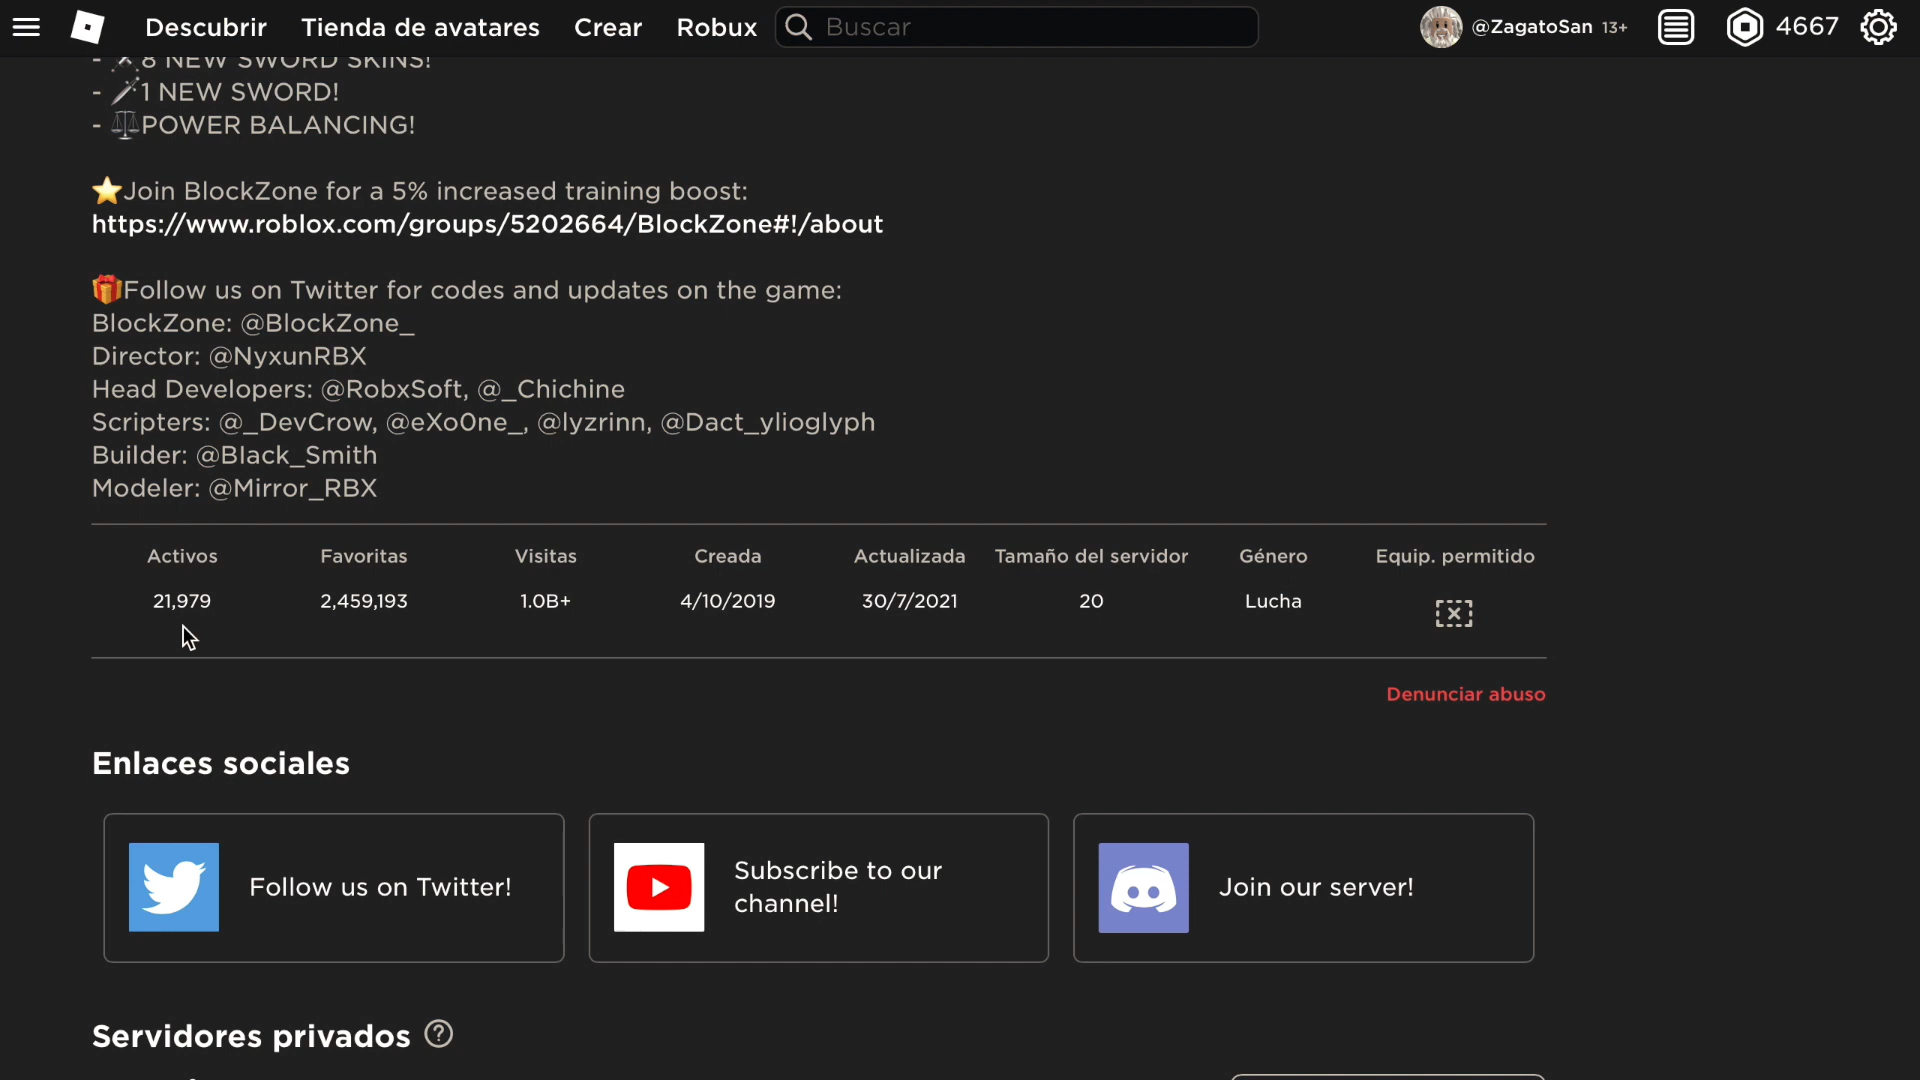 Descubrir Tienda de avatares Crear Robux Buscar @ZagatoSan 13+ 4667
- 8 NEW SWORD SKINS!
- 1 NEW SWORD!
- POWER BALANCING!
Join BlockZone for a 5% increased training boost:
https://www.roblox.com/groups/5202664/BlockZone#!/about
Follow us on Twitter for codes and updates on the game:
BlockZone: @BlockZone_
Director: @NyxunRBX
Head Developers: @RobxSoft, @_Chichine
Scripters: @_DevCrow, @eXo0ne_, @lyzrinn, @Dact_ylioglyph
Builder: @Black_Smith
Modeler: @Mirror_RBX
Activos Favoritas Visitas Creada Actualizada Tamaño del servidor Género Equip. permitido
21,979 2,459,193 1.0B+ 4/10/2019 30/7/2021 20 Lucha
Denunciar abuso
Enlaces sociales
Follow us on Twitter!
Subscribe to our
channel!
Join our server!
Servidores privados